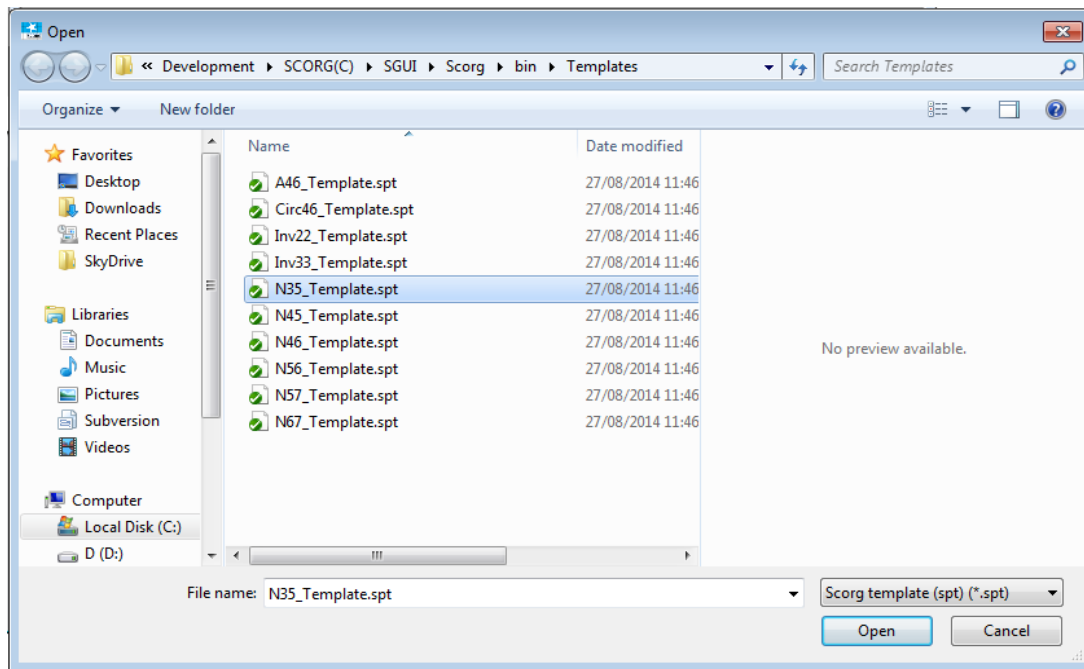 Open
« Development ▸ SCORG(C) ▸ SGUI ▸ Scorg ▸ bin ▸ Templates
Search Templates
Organize
New folder
Name
Date modified
Favorites
Desktop
Downloads
Recent Places
SkyDrive
Libraries
Documents
Music
Pictures
Subversion
Videos
Computer
Local Disk (C:)
D (D:)
A46_Template.spt 27/08/2014 11:46
Circ46_Template.spt 27/08/2014 11:46
Inv22_Template.spt 27/08/2014 11:46
Inv33_Template.spt 27/08/2014 11:46
N35_Template.spt 27/08/2014 11:46
N45_Template.spt 27/08/2014 11:46
N46_Template.spt 27/08/2014 11:46
N56_Template.spt 27/08/2014 11:46
N57_Template.spt 27/08/2014 11:46
N67_Template.spt 27/08/2014 11:46
No preview available.
File name: N35_Template.spt
Scorg template (spt) (*.spt)
Open
Cancel